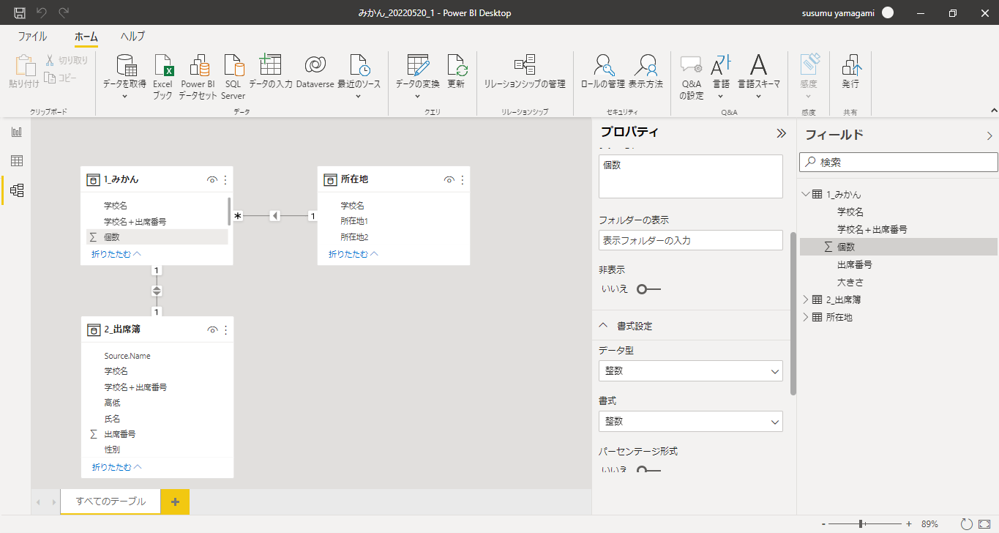 みかん_20220520_1 - Power BI Desktop
susumu yamagami
ファイル
ホーム
ヘルプ
貼り付け
切り取り
コピー
クリップボード
データを取得
Excel
ブック
Power BI
データセット
SQL
Server
データの入力
Dataverse
最近のソース
データ
データの変換
更新
クエリ
リレーションシップの管理
リレーションシップ
ロールの管理
表示方法
セキュリティ
Q&A
の設定
言語
言語スキーマ
Q&A
感度
感度
発行
共有
1_みかん
学校名
学校名+出席番号
∑ 個数
折りたたむ
* 1
所在地
学校名
所在地1
所在地2
折りたたむ
1
1
2_出席簿
Source.Name
学校名
学校名+出席番号
高低
氏名
∑ 出席番号
性別
折りたたむ
すべてのテーブル
+
プロパティ
個数
フォルダーの表示
表示フォルダーの入力
非表示
いいえ
書式設定
データ型
整数
書式
整数
パーセンテージ形式
いいえ
フィールド
検索
1_みかん
学校名
学校名+出席番号
∑ 個数
出席番号
大きさ
2_出席簿
所在地
- + 89%